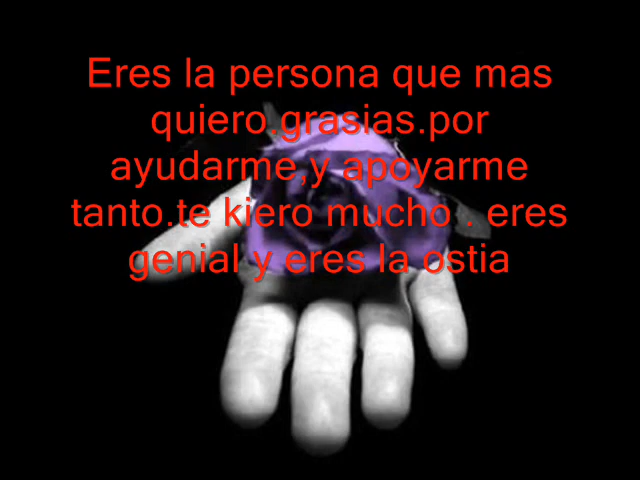 Eres la persona que mas
quiero.grasias.por
ayudarme,y apoyarme
tanto.te kiero mucho . eres
genial y eres la ostia